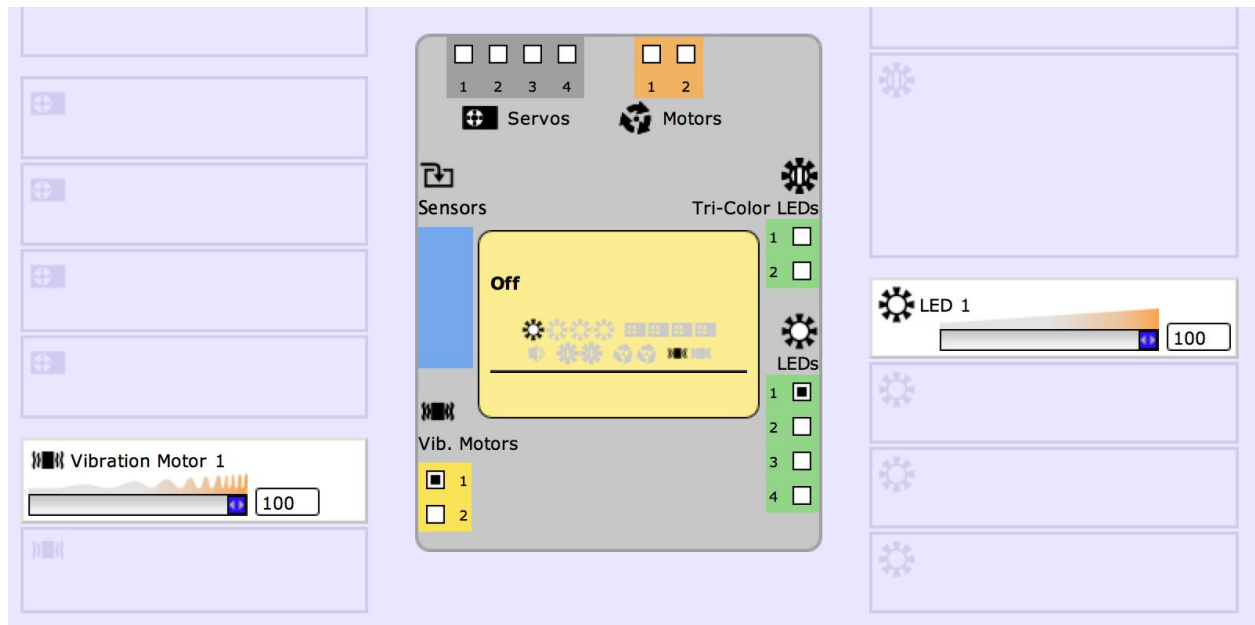 1 2 3 4
1 2
Servos
Motors
Sensors
Tri-Color LEDs
1
2
Off
LEDs
1
2
3
4
Vib. Motors
1
2
Vibration Motor 1
100
LED 1
100